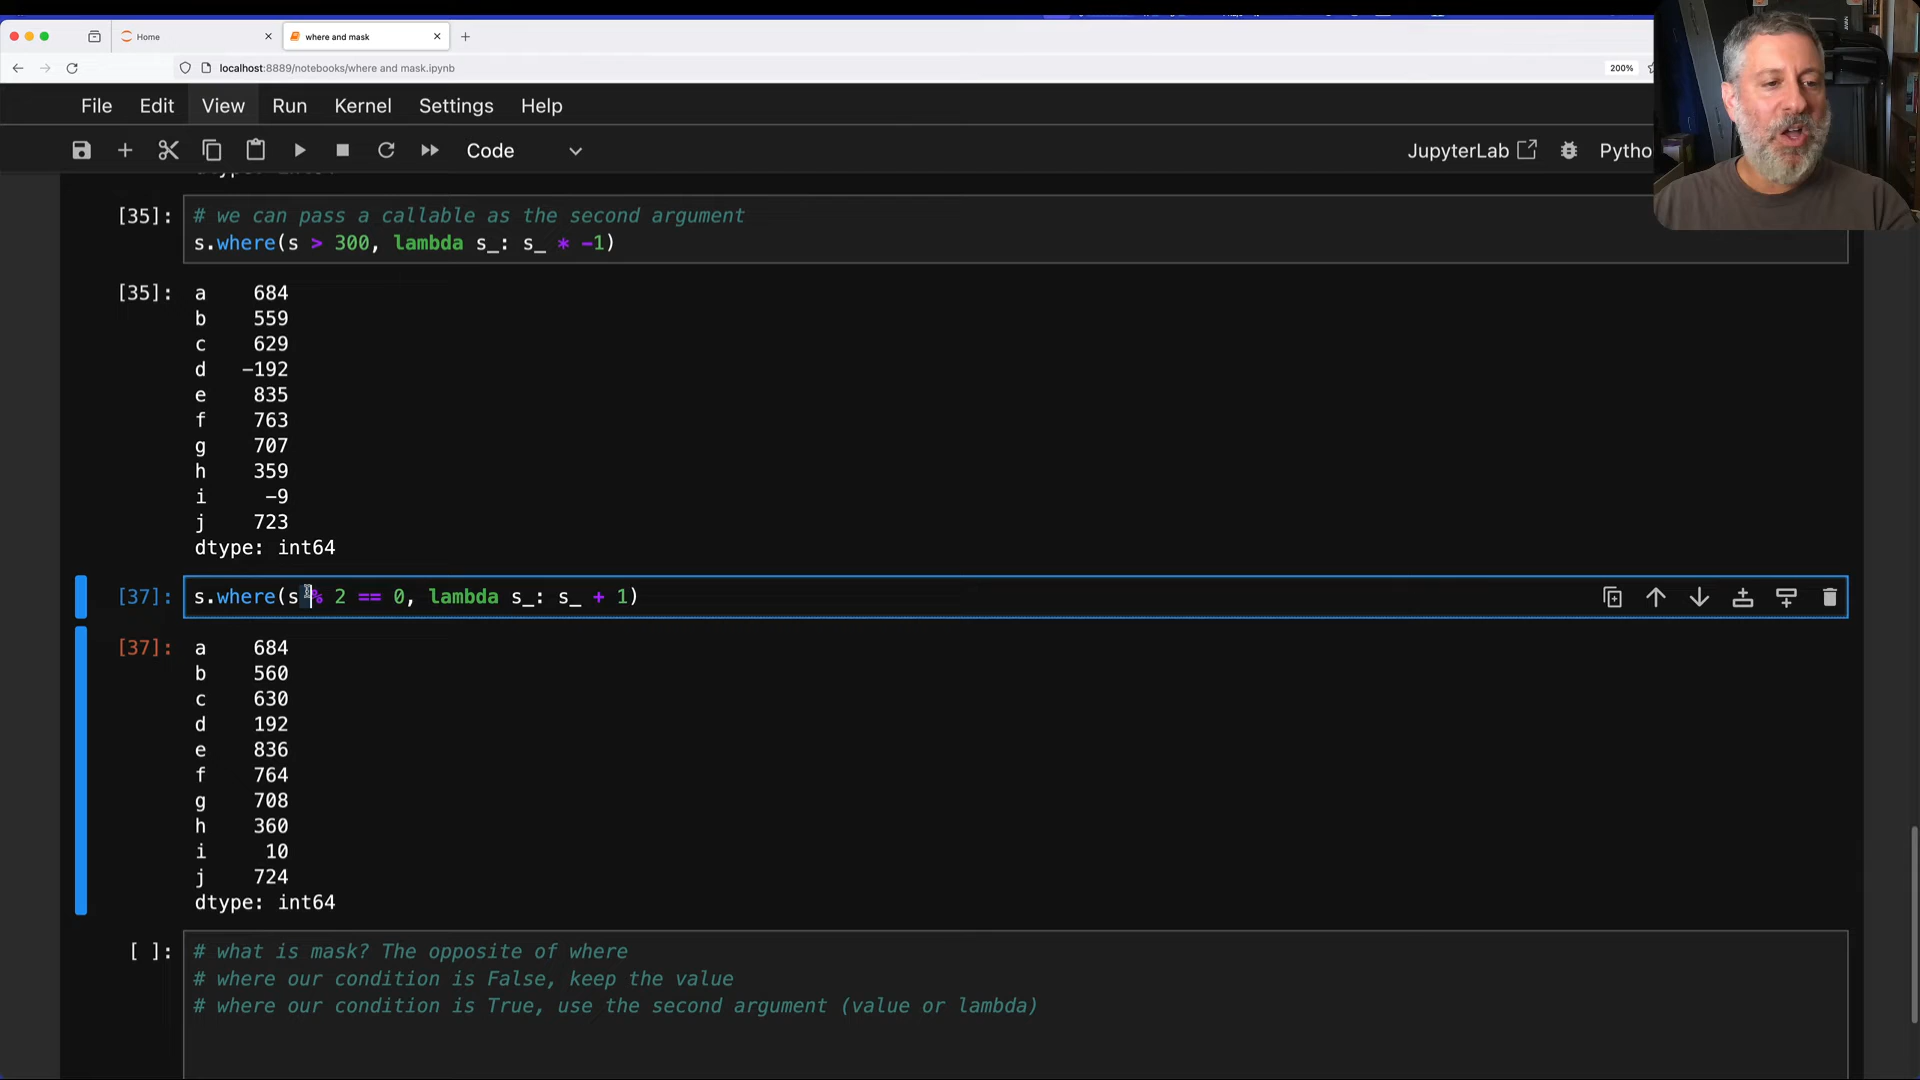 Home
where and mask
localhost:8889/notebooks/where and mask.ipynb
200%
File Edit View Run Kernel Settings Help
Code
JupyterLab
[35]: # we can pass a callable as the second argument
s.where(s > 300, lambda s_: s_ * -1)
[35]: a 684
b 559
c 629
d -192
e 835
f 763
g 707
h 359
i -9
j 723
dtype: int64
[37]: s.where(s % 2 == 0, lambda s_: s_ + 1)
[37]: a 684
b 560
c 630
d 192
e 836
f 764
g 708
h 360
i 10
j 724
dtype: int64
[ ]: # what is mask? The opposite of where
# where our condition is False, keep the value
# where our condition is True, use the second argument (value or lambda)